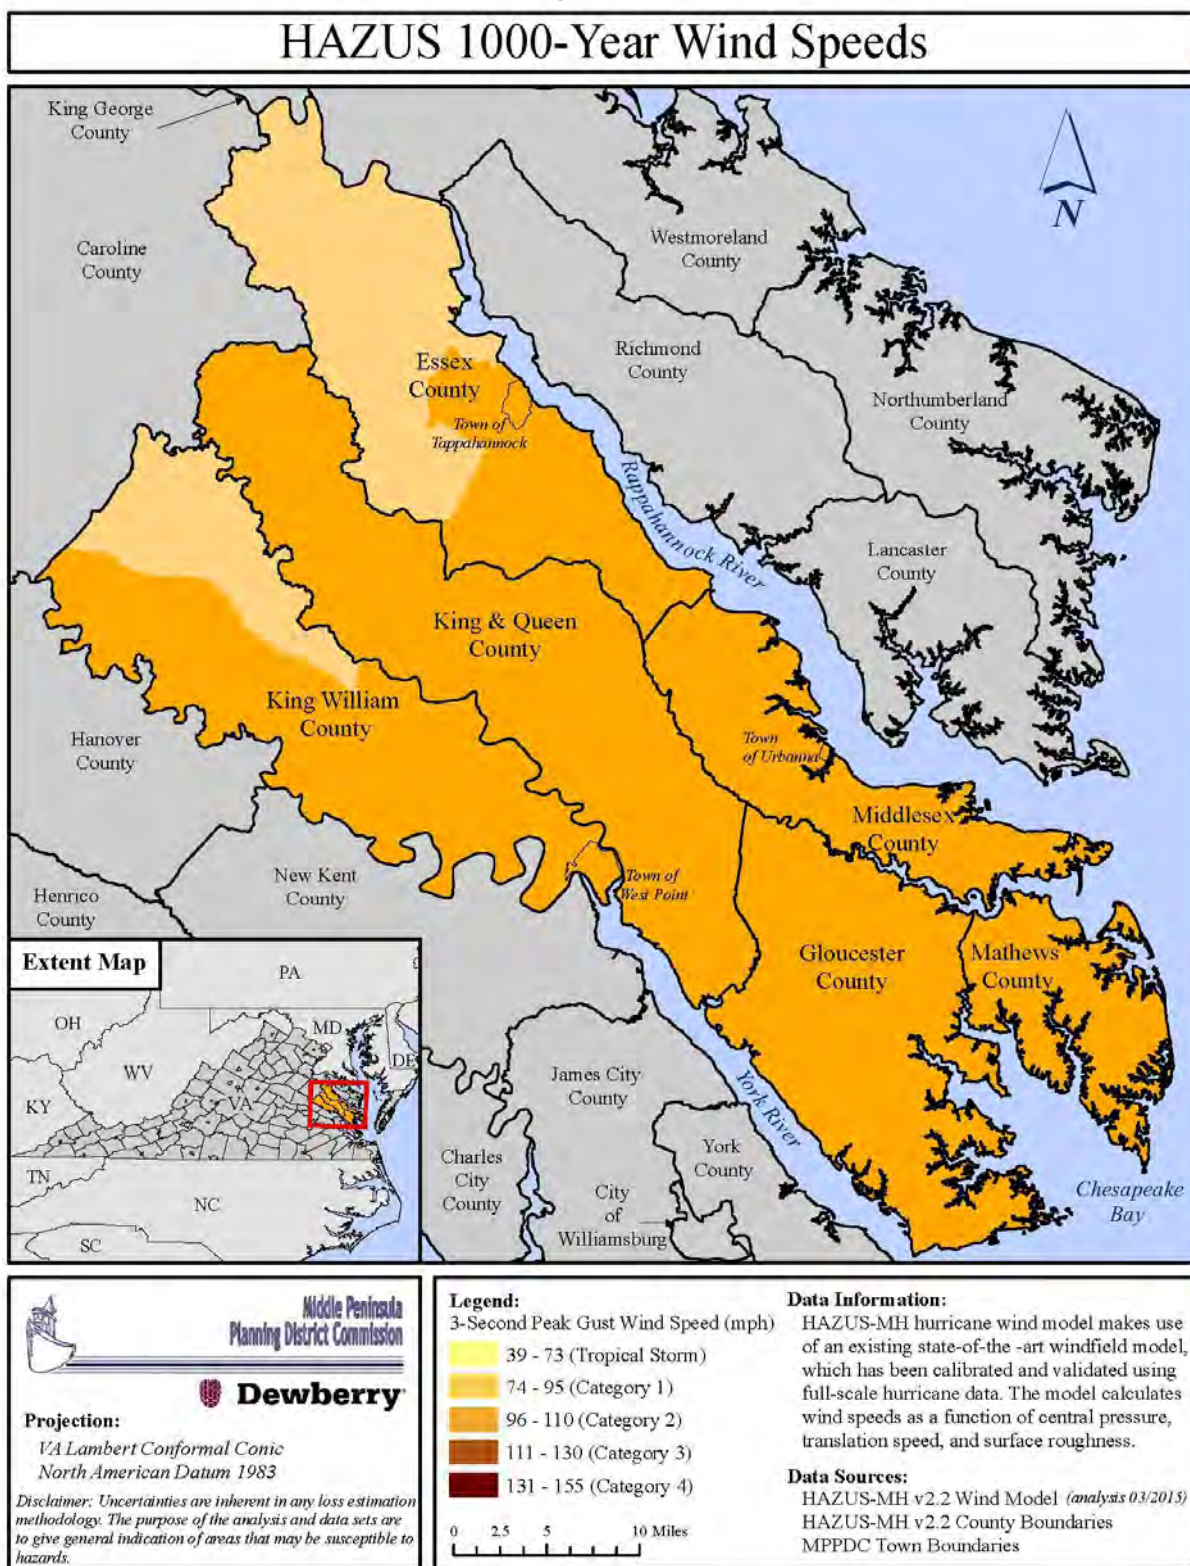 HAZUS 1000-Year Wind Speeds
King George
County
Caroline
County
Westmoreland
County
Richmond
County
Northumberland
County
Essex
County
Town of
Tappahannock
Rappahannock River
Lancaster
County
King & Queen
County
King William
County
Hanover
County
Town
of Urbanna
Middlesex
County
Town of
West Point
New Kent
County
Henrico
County
Gloucester
County
Mathews
County
James City
County
York River
York
County
Charles
City
County
City
of
Williamsburg
Chesapeake
Bay
N
Extent Map
PA
OH
MD
DE
WV
KY
VA
TN
NC
SC
Middle Peninsula
Planning District Commission
Dewberry
Projection:
VA Lambert Conformal Conic
North American Datum 1983
Disclaimer: Uncertainties are inherent in any loss estimation
methodology. The purpose of the analysis and data sets are
to give general indication of areas that may be susceptible to
hazards.
Legend:
3-Second Peak Gust Wind Speed (mph)
39 - 73 (Tropical Storm)
74 - 95 (Category 1)
96 - 110 (Category 2)
111 - 130 (Category 3)
131 - 155 (Category 4)
0 2.5 5 10 Miles
Data Information:
HAZUS-MH hurricane wind model makes use
of an existing state-of-the -art windfield model,
which has been calibrated and validated using
full-scale hurricane data. The model calculates
wind speeds as a function of central pressure,
translation speed, and surface roughness.
Data Sources:
HAZUS-MH v2.2 Wind Model (analysis 03/2015)
HAZUS-MH v2.2 County Boundaries
MPPDC Town Boundaries